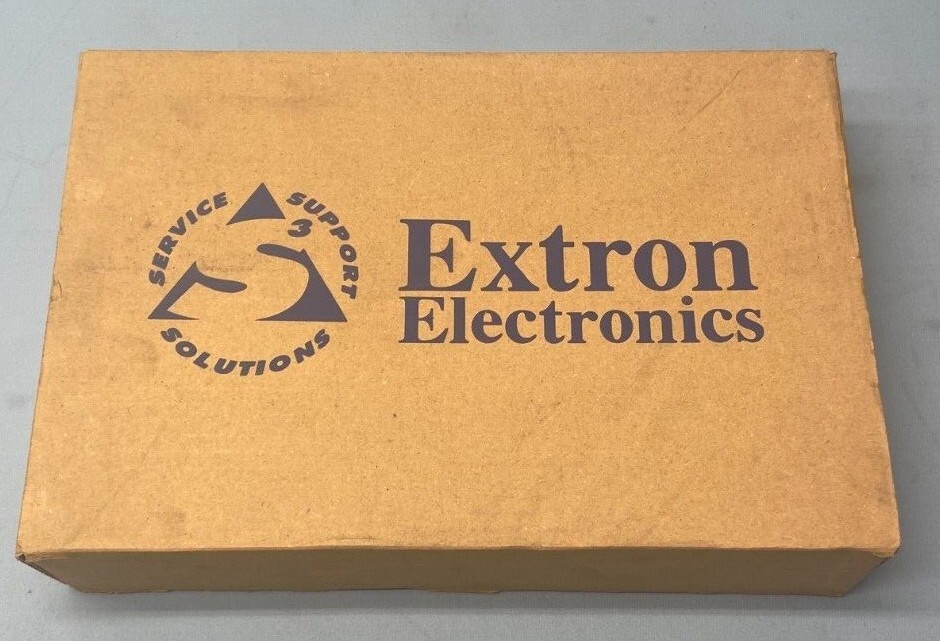 SERVICE
SUPPORT
3
SOLUTIONS
Extron
Electronics